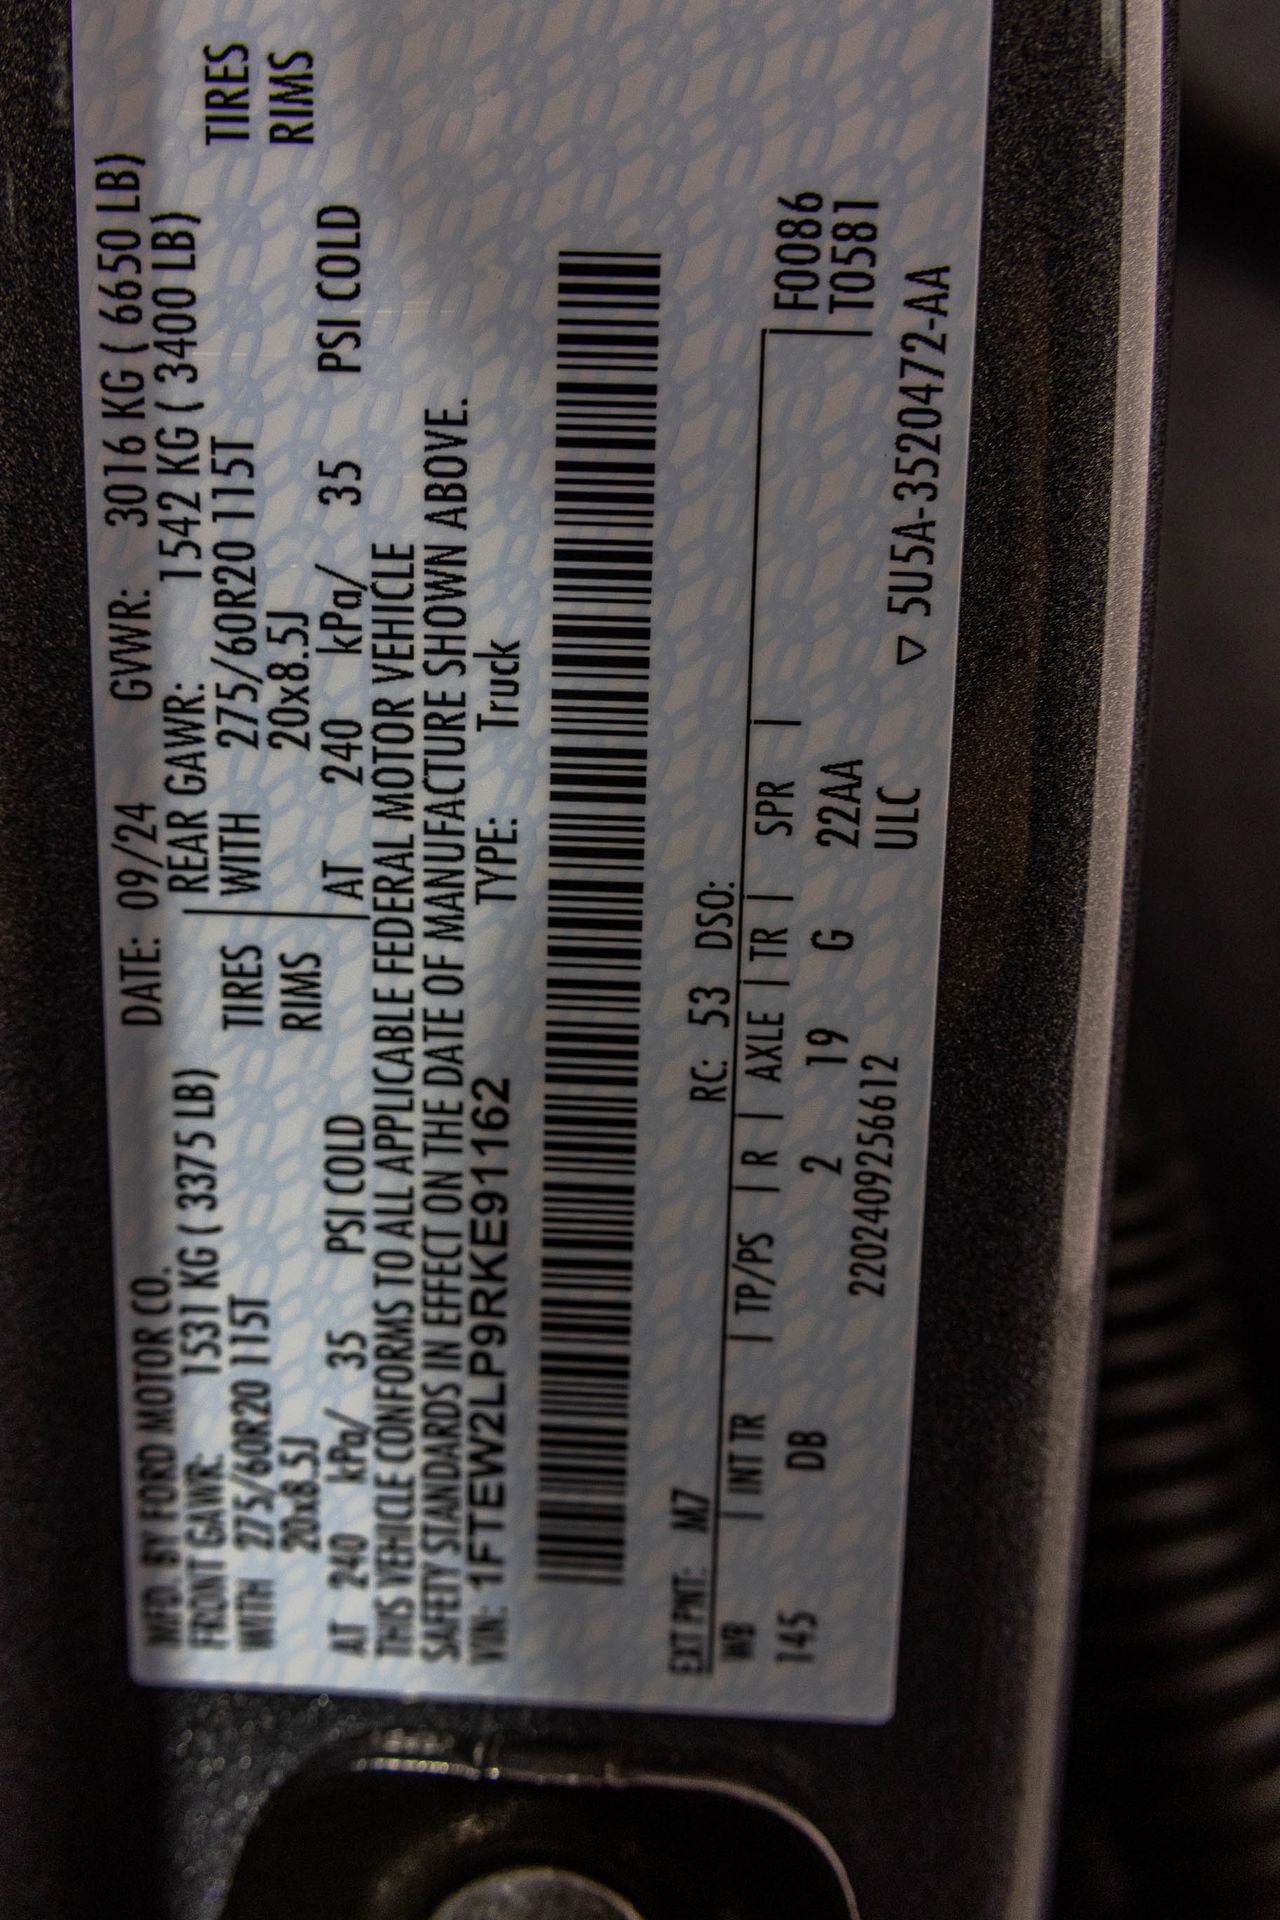 MFD. BY FORD MOTOR CO.
DATE: 09/24 GVWR: 3016 KG ( 6650 LB)
FRONT GAWR: 1531 KG ( 3375 LB) REAR GAWR: 1542 KG ( 3400 LB)
WITH 275/60R20 115T TIRES WITH 275/60R20 115T TIRES
20x8.5J RIMS 20x8.5J RIMS
AT 240 kPa/ 35 PSI COLD AT 240 kPa/ 35 PSI COLD
THIS VEHICLE CONFORMS TO ALL APPLICABLE FEDERAL MOTOR VEHICLE
SAFETY STANDARDS IN EFFECT ON THE DATE OF MANUFACTURE SHOWN ABOVE.
VIN: 1FTEW2LP9RKE91162 TYPE: Truck
EXT PNT: M7 RC: 53 DSO:
WB | INT TR | TP/PS | R | AXLE | TR | SPR |
145 DB 2 19 G 22AA F0086
2202409256612 ULC T0581
▽ 5U5A-3520472-AA